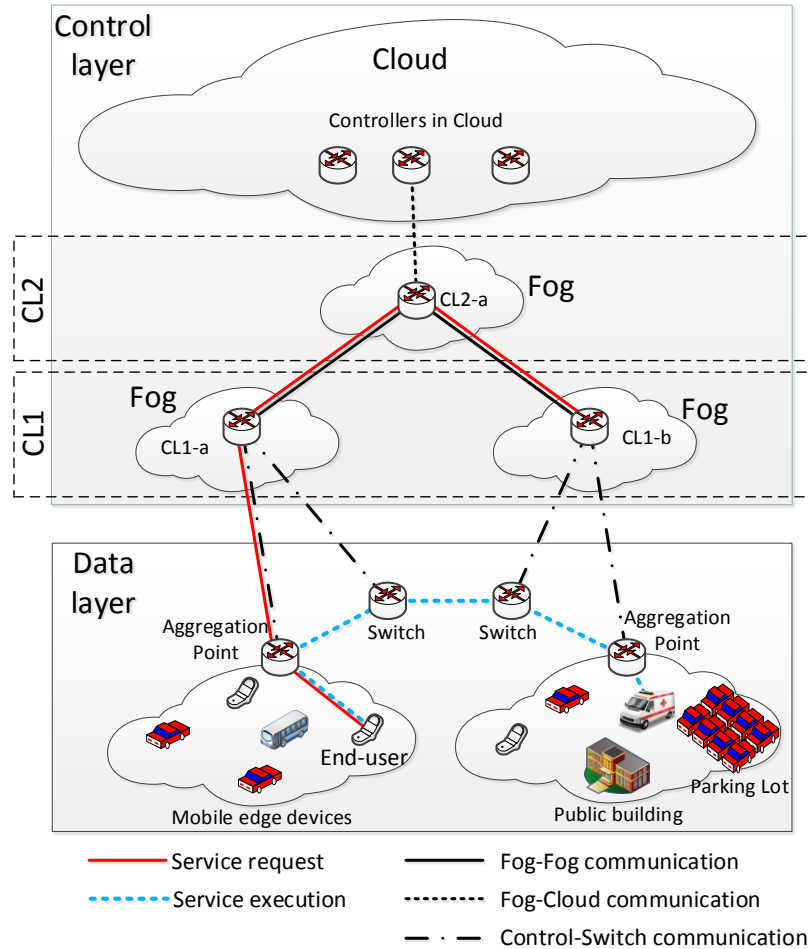 Control
layer
Cloud
Controllers in Cloud
CL2
Fog
CL2-a
CL1
Fog
Fog
CL1-a
CL1-b
Data
layer
Switch
Switch
Aggregation
Point
Aggregation
Point
End-user
Mobile edge devices
Public building
Parking Lot
Service request
Fog-Fog communication
Service execution
Fog-Cloud communication
Control-Switch communication